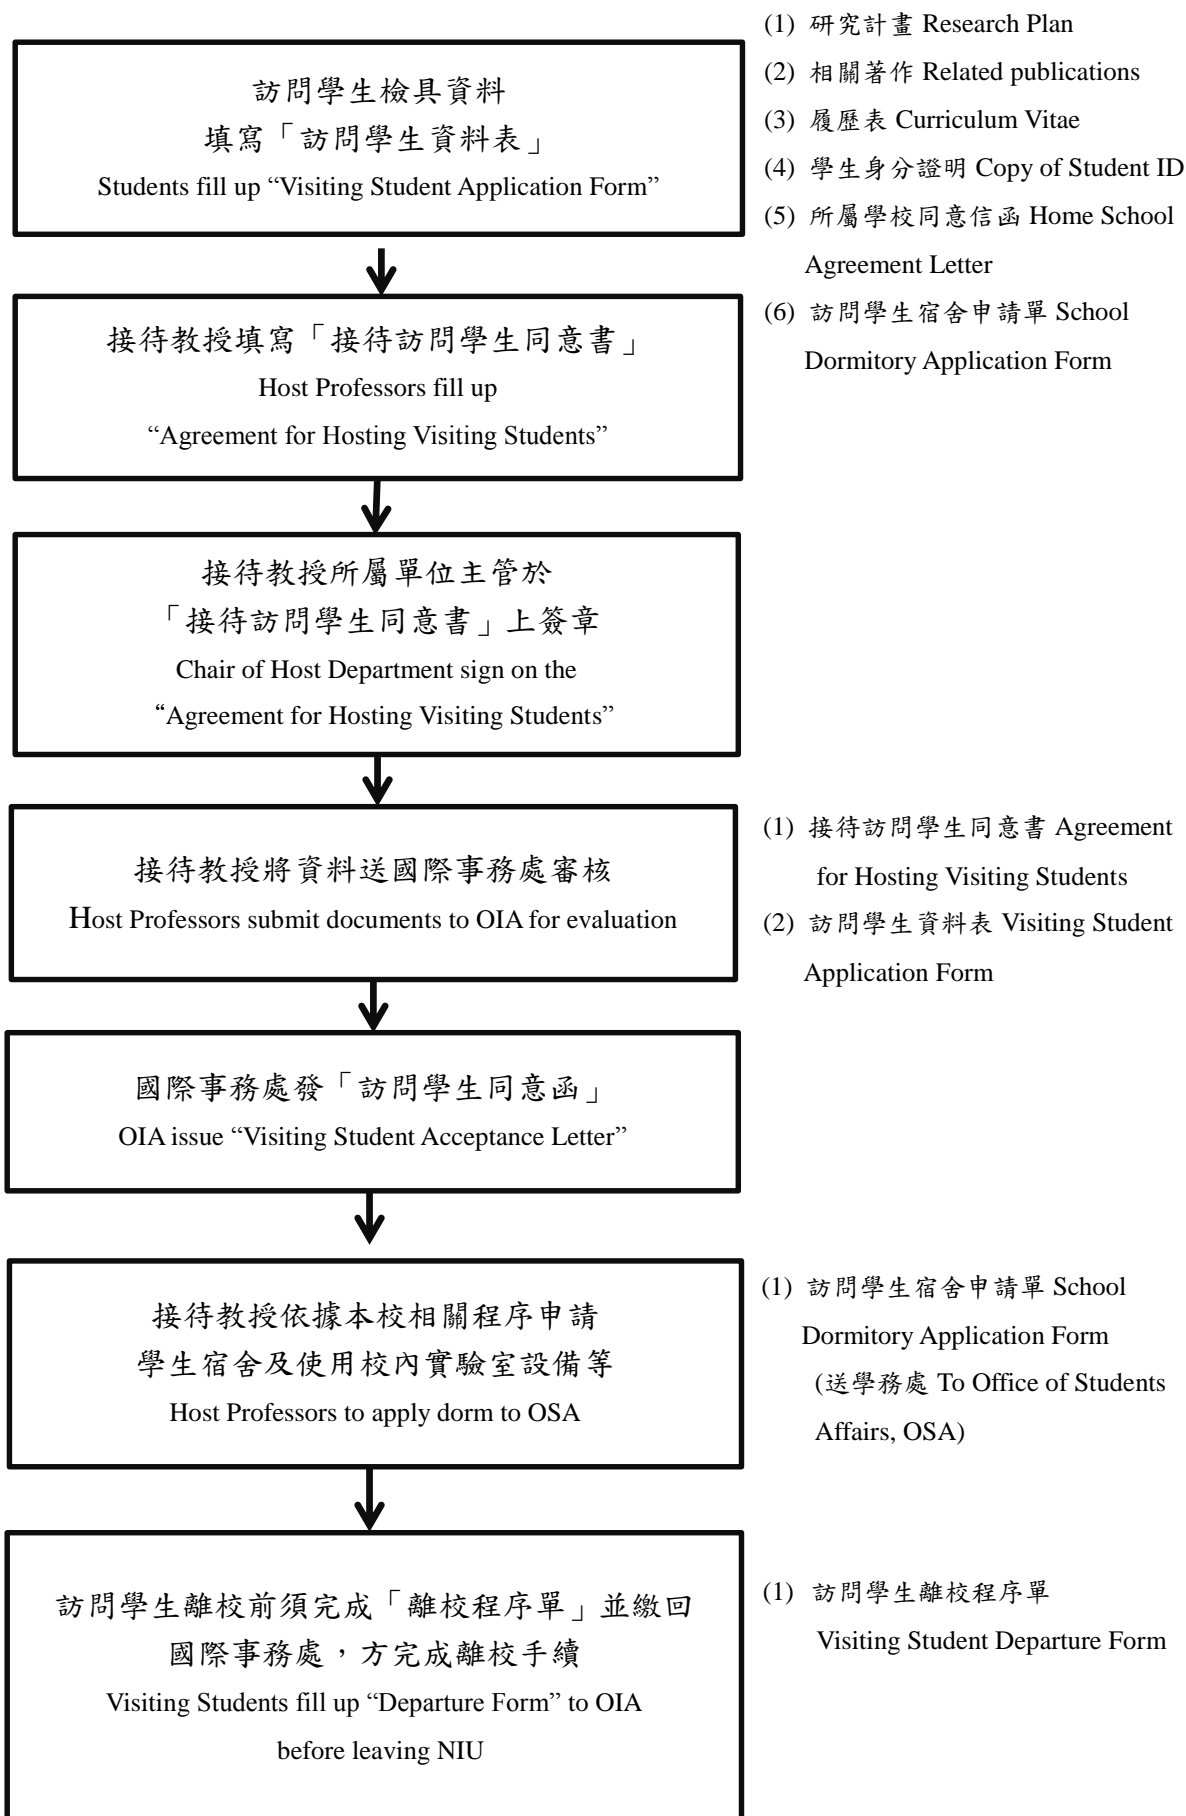 訪問學生檢具資料
填寫「訪問學生資料表」
Students fill up “Visiting Student Application Form”
(1) 研究計畫 Research Plan
(2) 相關著作 Related publications
(3) 履歷表 Curriculum Vitae
(4) 學生身分證明 Copy of Student ID
(5) 所屬學校同意信函 Home School
Agreement Letter
(6) 訪問學生宿舍申請單 School
Dormitory Application Form
接待教授填寫「接待訪問學生同意書」
Host Professors fill up
“Agreement for Hosting Visiting Students”
接待教授所屬單位主管於
「接待訪問學生同意書」上簽章
Chair of Host Department sign on the
“Agreement for Hosting Visiting Students”
接待教授將資料送國際事務處審核
Host Professors submit documents to OIA for evaluation
(1) 接待訪問學生同意書 Agreement
for Hosting Visiting Students
(2) 訪問學生資料表 Visiting Student
Application Form
國際事務處發「訪問學生同意函」
OIA issue “Visiting Student Acceptance Letter”
接待教授依據本校相關程序申請
學生宿舍及使用校內實驗室設備等
Host Professors to apply dorm to OSA
(1) 訪問學生宿舍申請單 School
Dormitory Application Form
(送學務處 To Office of Students
Affairs, OSA)
訪問學生離校前須完成「離校程序單」並繳回
國際事務處，方完成離校手續
Visiting Students fill up “Departure Form” to OIA
before leaving NIU
(1) 訪問學生離校程序單
Visiting Student Departure Form